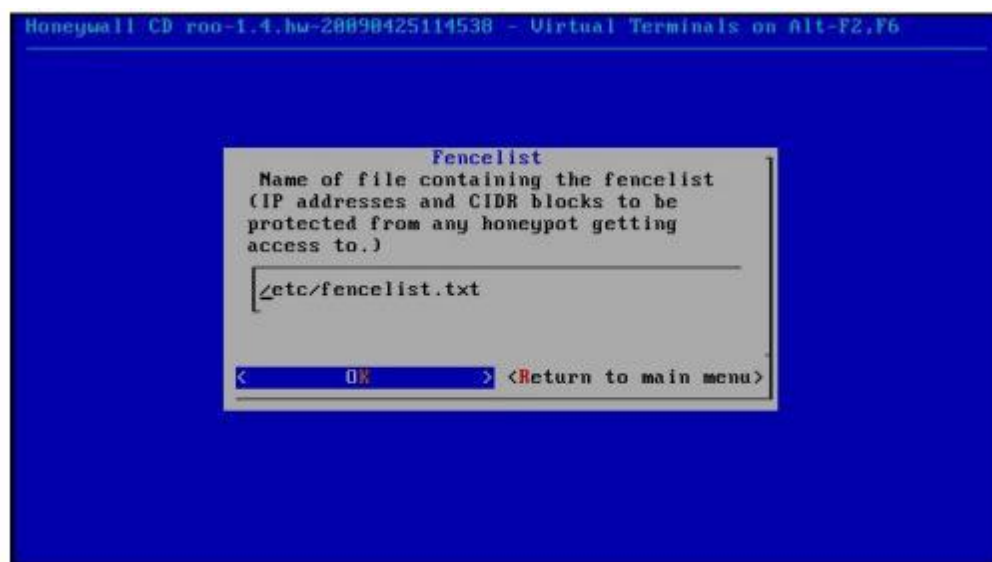 Honeywall CD roo-1.4.hw-20090425114538 - Virtual Terminals on Alt-F2,F6
Fencelist
Name of file containing the fencelist
(IP addresses and CIDR blocks to be
protected from any honeypot getting
access to.)
/etc/fencelist.txt
< OK > <Return to main menu>